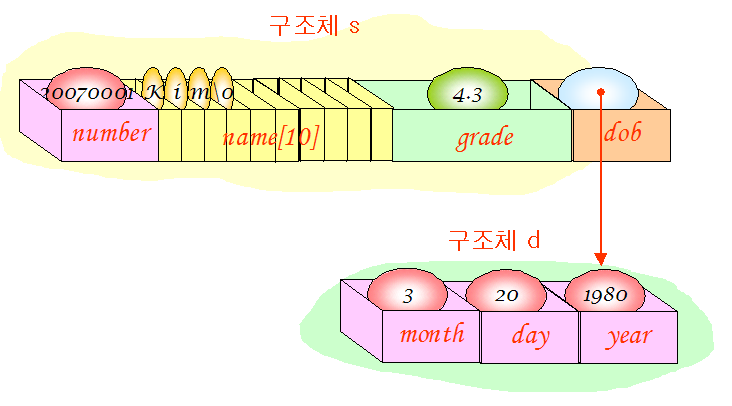 구조체 s
20070001 K i m 0 4.3
number name[10] grade dob
구조체 d
3 20 1980
month day year